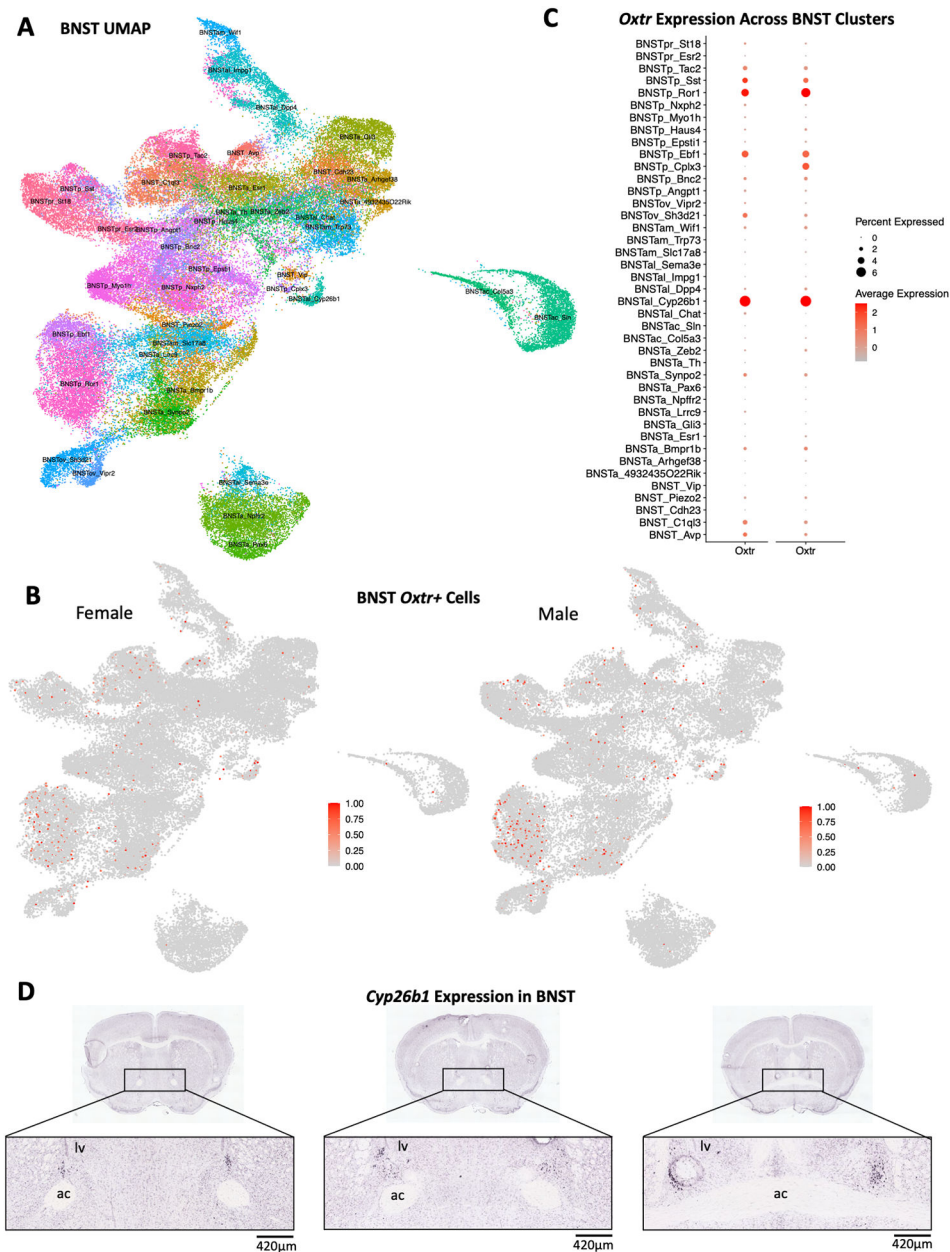 A
BNST UMAP
BNSTam_Wif1
BNSTal_Impg1
BNSTal_Dpp4
BNSTp_Tac2
BNST_Avp
BNST_C1ql3
BNST_Cdh23
BNSTa_Arhgef38
BNSTp_Sst
BNSTa_Esr1
BNSTpr_St18
BNSTa_4932435O22Rik
BNSTa_Th
BNSTa_Zeb2
BNSTp_Haus4
BNSTal_Chat
BNSTpr_Esr2
BNSTp_Angpt1
BNSTam_Trp73
BNSTp_Bnc2
BNSTp_Epsti1
BNST_Vip
BNSTp_Myo1h
BNSTp_Nxph2
BNSTp_Cplx3
BNSTal_Cyp26b1
BNSTac_Col5a3
BNSTac_Sln
BNST_Piezo2
BNSTp_Ebf1
BNSTam_Slc17a8
BNSTa_Lrrc9
BNSTp_Ror1
BNSTa_Bmpr1b
BNSTa_Synpo2
BNSTov_Sh3d21
BNSTov_Vipr2
BNSTal_Sema3e
BNSTa_Npffr2
BNSTa_Pax6
C
Oxtr Expression Across BNST Clusters
BNSTpr_St18
BNSTpr_Esr2
BNSTp_Tac2
BNSTp_Sst
BNSTp_Ror1
BNSTp_Nxph2
BNSTp_Myo1h
BNSTp_Haus4
BNSTp_Epsti1
BNSTp_Ebf1
BNSTp_Cplx3
BNSTp_Bnc2
BNSTp_Angpt1
BNSTov_Vipr2
BNSTov_Sh3d21
BNSTam_Wif1
BNSTam_Trp73
BNSTam_Slc17a8
BNSTal_Sema3e
BNSTal_Impg1
BNSTal_Dpp4
BNSTal_Cyp26b1
BNSTal_Chat
BNSTac_Sln
BNSTac_Col5a3
BNSTa_Zeb2
BNSTa_Th
BNSTa_Synpo2
BNSTa_Pax6
BNSTa_Npffr2
BNSTa_Lrrc9
BNSTa_Gli3
BNSTa_Esr1
BNSTa_Bmpr1b
BNSTa_Arhgef38
BNSTa_4932435O22Rik
BNST_Vip
BNST_Piezo2
BNST_Cdh23
BNST_C1ql3
BNST_Avp
Oxtr Oxtr
Percent Expressed
0
2
4
6
Average Expression
2
1
0
B
BNST Oxtr+ Cells
Female
Male
1.00
0.75
0.50
0.25
0.00
1.00
0.75
0.50
0.25
0.00
D
Cyp26b1 Expression in BNST
lv
ac
420µm
lv
ac
420µm
lv
ac
420µm